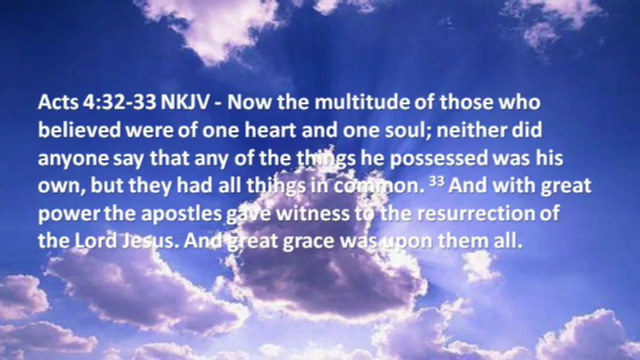 Acts 4:32-33 NKJV - Now the multitude of those who
believed were of one heart and one soul; neither did
anyone say that any of the things he possessed was his
own, but they had all things in common. ³³ And with great
power the apostles gave witness to the resurrection of
the Lord Jesus. And great grace was upon them all.